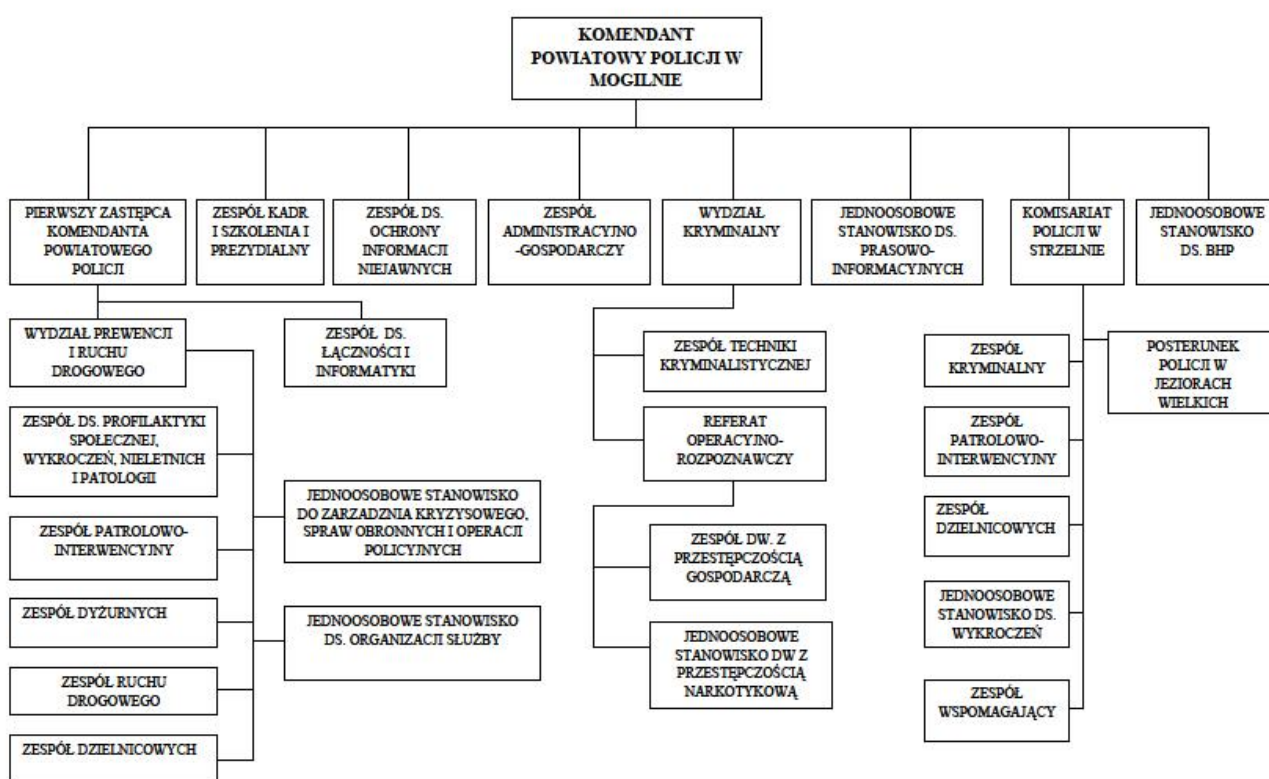 KOMENDANT
POWIATOWY POLICJI W
MOGILNIE
PIERWSZY ZASTĘPCA
KOMENDANTA
POWIATOWEGO
POLICJI
ZESPÓŁ KADR
I SZKOLENIA I
PREZYDIALNY
ZESPÓŁ DS.
OCHRONY
INFORMACJI
NIEJAWNYCH
ZESPÓŁ
ADMINISTRACYJNO
-GOSPODARCZY
WYDZIAŁ
KRYMINALNY
JEDNOOSOBOWE
STANOWISKO DS.
PRASOWO-
INFORMACYJNYCH
KOMISARIAT
POLICJI W
STRZELNIE
JEDNOOSOBOWE
STANOWISKO
DS. BHP
WYDZIAŁ PREWENCJI
I RUCHU
DROGOWEGO
ZESPÓŁ DS.
ŁĄCZNOŚCI I
INFORMATYKI
ZESPÓŁ DS. PROFILAKTYKI
SPOŁECZNEJ,
WYKROCZEŃ, NIELETNICH
I PATOLOGII
ZESPÓŁ PATROLOWO-
INTERWENCYJNY
ZESPÓŁ DYŻURNYCH
ZESPÓŁ RUCHU
DROGOWEGO
ZESPÓŁ DZIELNICOWYCH
JEDNOOSOBOWE STANOWISKO
DO ZARZADZNIA KRYZYSOWEGO,
SPRAW OBRONNYCH I OPERACJI
POLICYJNYCH
JEDNOOSOBOWE STANOWISKO
DS. ORGANIZACJI SŁUŻBY
ZESPÓŁ TECHNIKI
KRYMINALISTYCZNEJ
REFERAT
OPERACYJNO-
ROZPOZNAWCZY
ZESPÓŁ DW. Z
PRZESTĘPCZOŚCIĄ
GOSPODARCZĄ
JEDNOOSOBOWE
STANOWISKO DW Z
PRZESTĘPCZOŚCIĄ
NARKOTYKOWĄ
ZESPÓŁ
KRYMINALNY
POSTERUNEK
POLICJI W
JEZIORACH
WIELKICH
ZESPÓŁ
PATROLOWO-
INTERWENCYJNY
ZESPÓŁ
DZIELNICOWYCH
JEDNOOSOBOWE
STANOWISKO DS.
WYKROCZEŃ
ZESPÓŁ
WSPOMAGAJĄCY